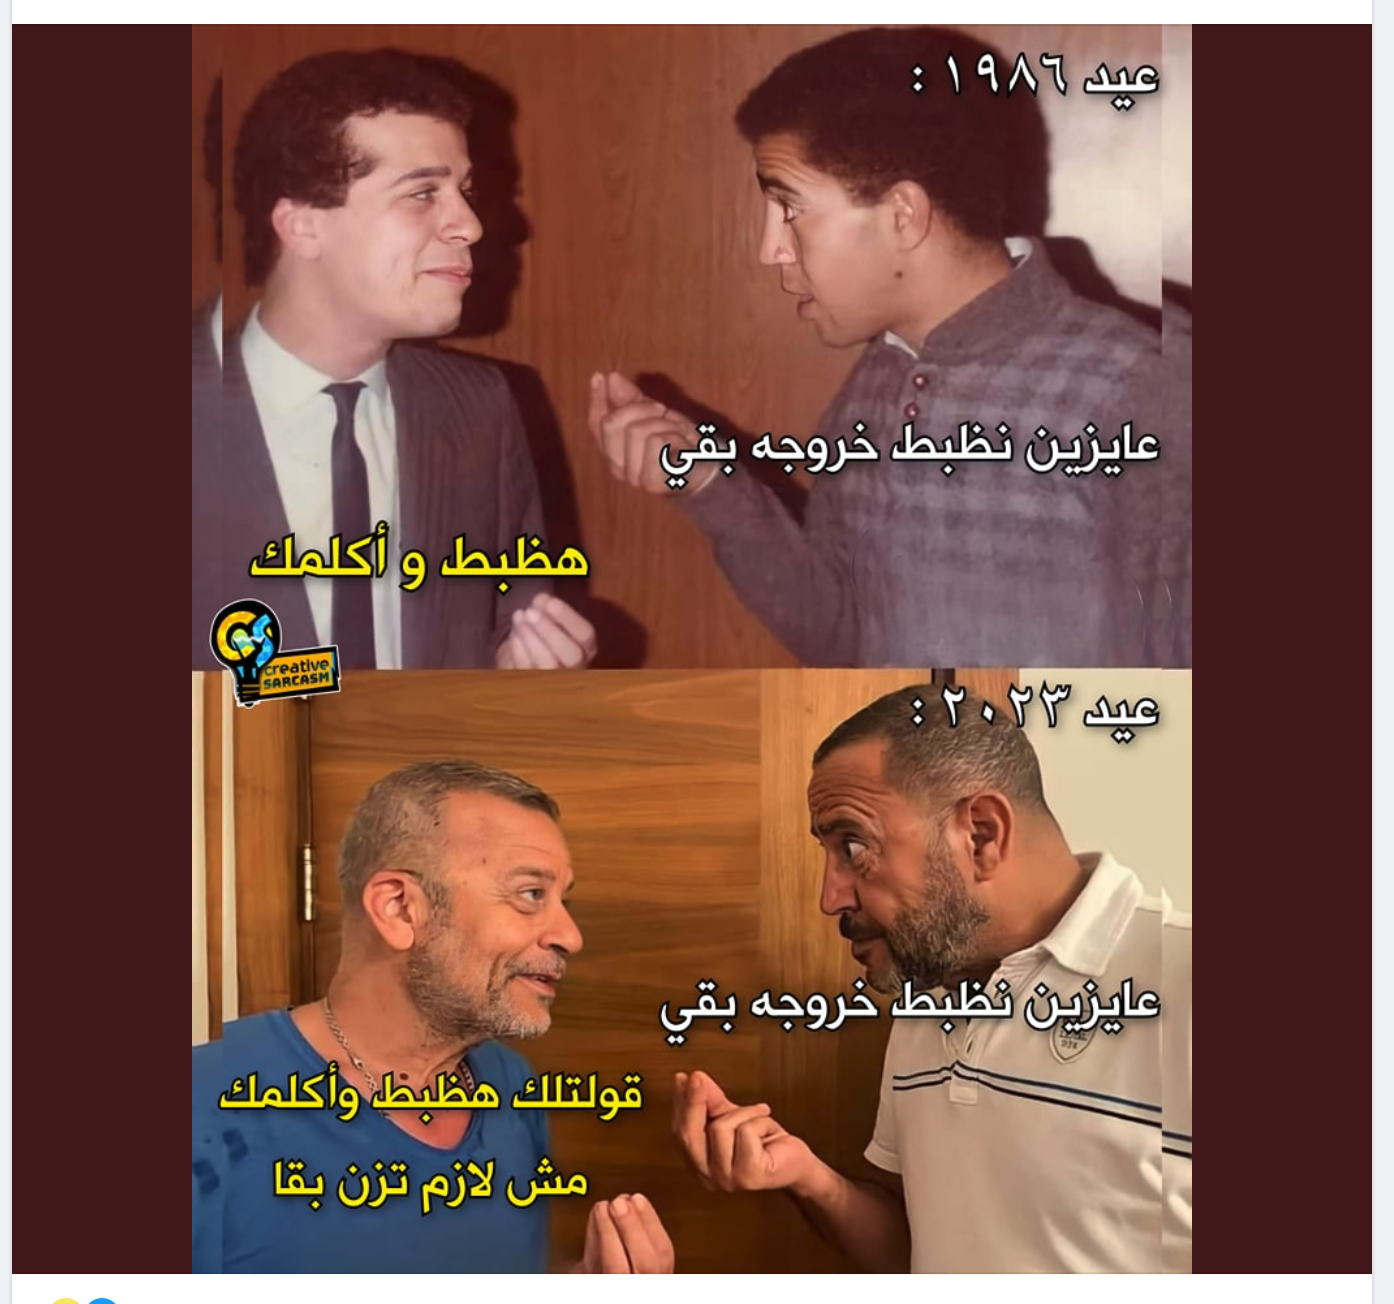 عيد ١٩٨٦ :
عايزين نظبط خروجه بقي
هظبط و أكلمك
creative
SARCASM
عيد ٢٠٢٣ :
عايزين نظبط خروجه بقي
قولتلك هظبط وأكلمك
مش لازم تزن بقا